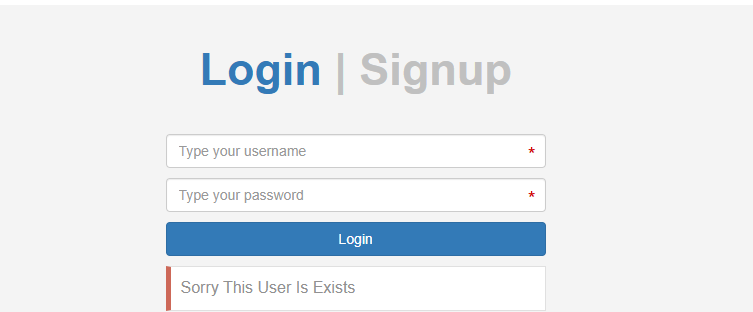 Login | Signup
Type your username *
Type your password *
Login
Sorry This User Is Exists